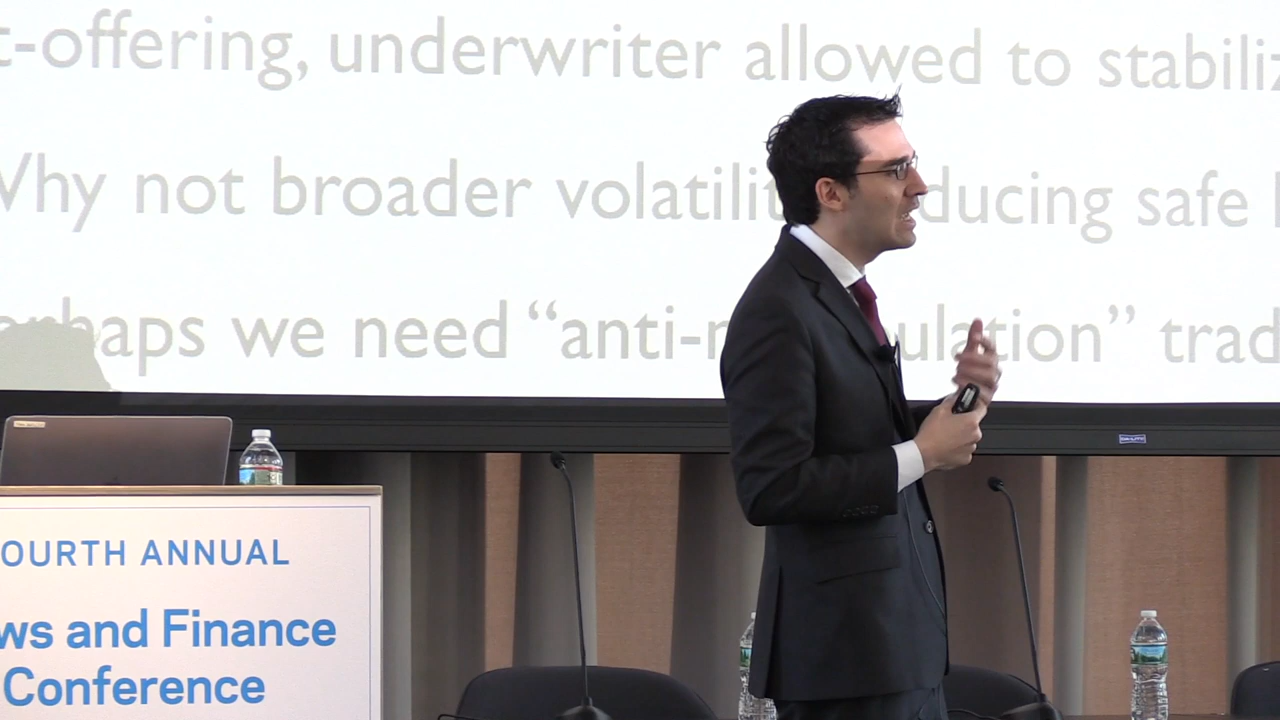 t-offering, underwriter allowed to stabiliz
Why not broader volatilit ducing safe
erhaps we need “anti-m ulation” trad
OURTH ANNUAL
ws and Finance
Conference